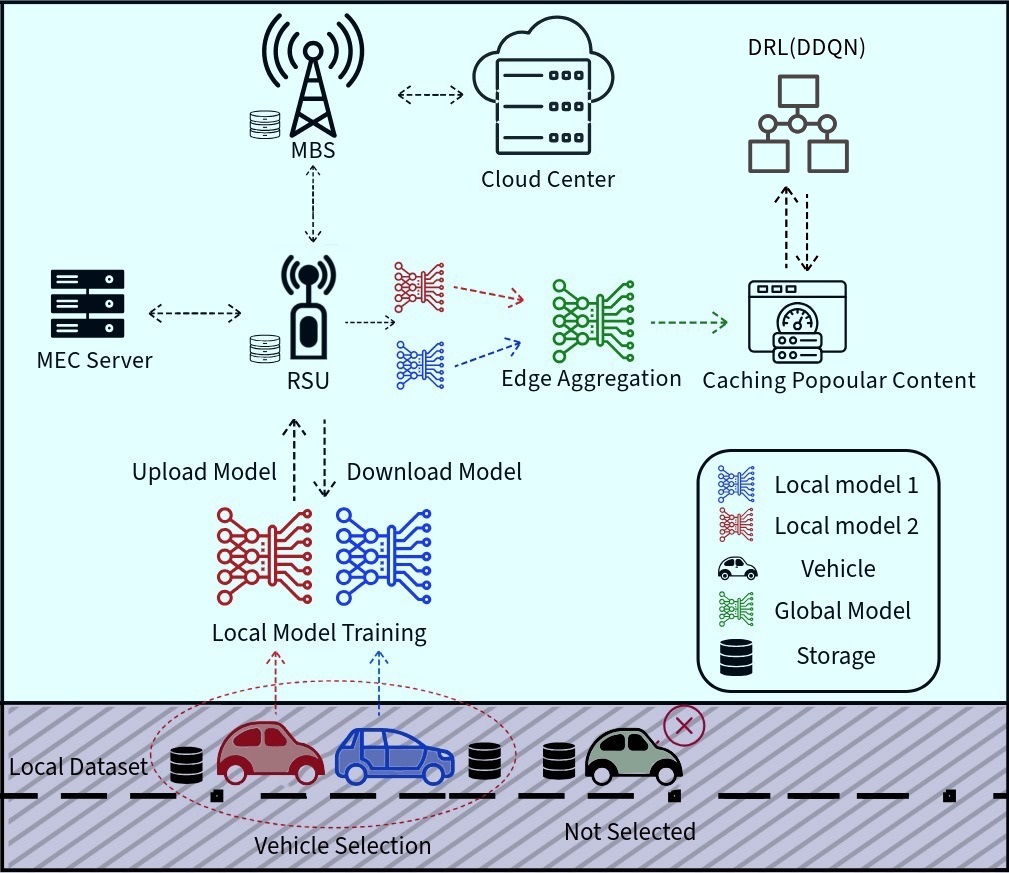 DRL(DDQN)
MBS
Cloud Center
MEC Server
RSU
Edge Aggregation
Caching Popoular Content
Upload Model
Download Model
Local model 1
Local model 2
Vehicle
Global Model
Storage
Local Model Training
Local Dataset
Vehicle Selection
Not Selected